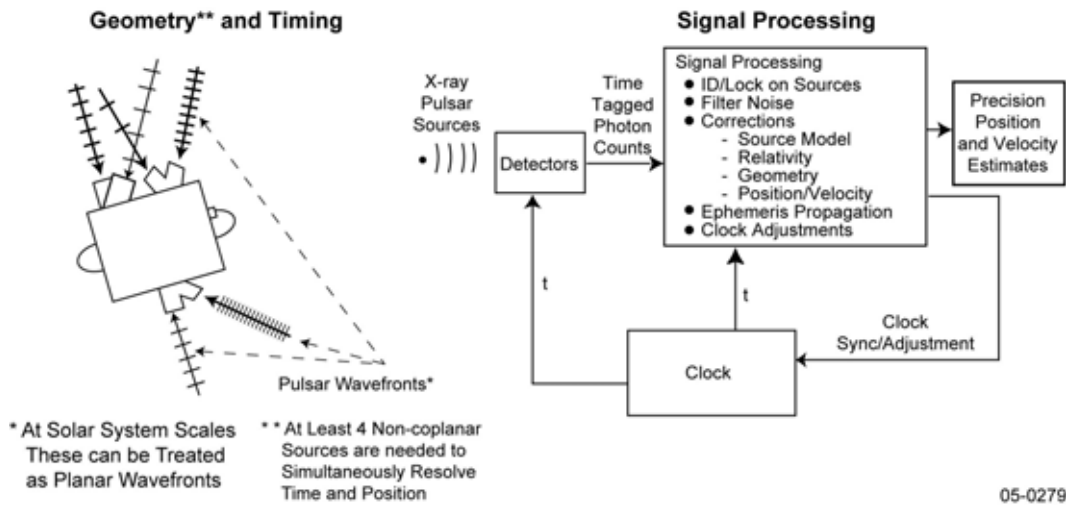 Geometry** and Timing
Pulsar Wavefronts*
* At Solar System Scales
These can be Treated
as Planar Wavefronts
** At Least 4 Non-coplanar
Sources are needed to
Simultaneously Resolve
Time and Position
Signal Processing
X-ray
Pulsar
Sources
Detectors
Time
Tagged
Photon
Counts
Signal Processing
● ID/Lock on Sources
● Filter Noise
● Corrections
- Source Model
- Relativity
- Geometry
- Position/Velocity
● Ephemeris Propagation
● Clock Adjustments
Precision
Position
and Velocity
Estimates
t
t
Clock
Clock
Sync/Adjustment
05-0279